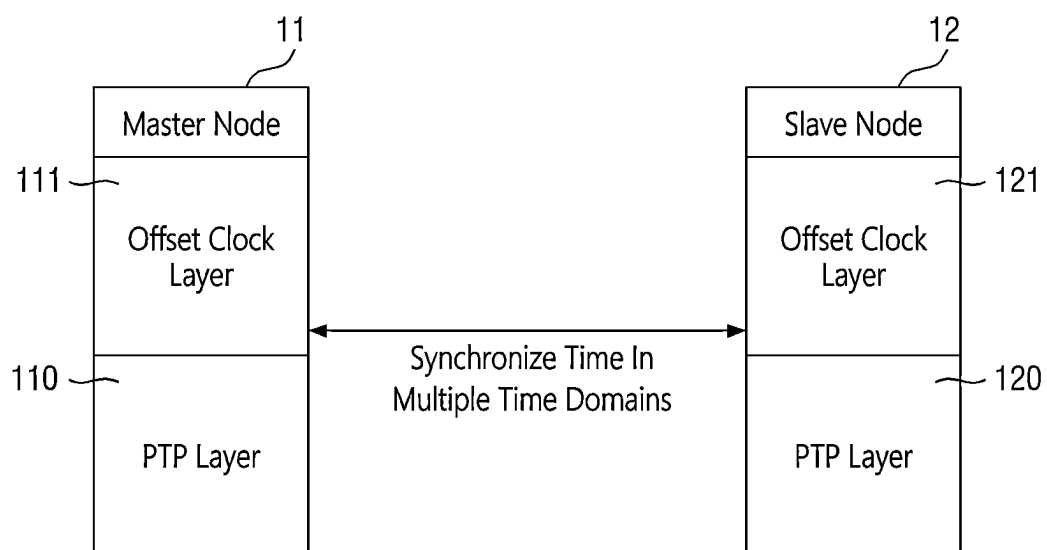 11
12
Master Node
Slave Node
111
121
Offset Clock
Layer
Offset Clock
Layer
Synchronize Time In
Multiple Time Domains
110
120
PTP Layer
PTP Layer